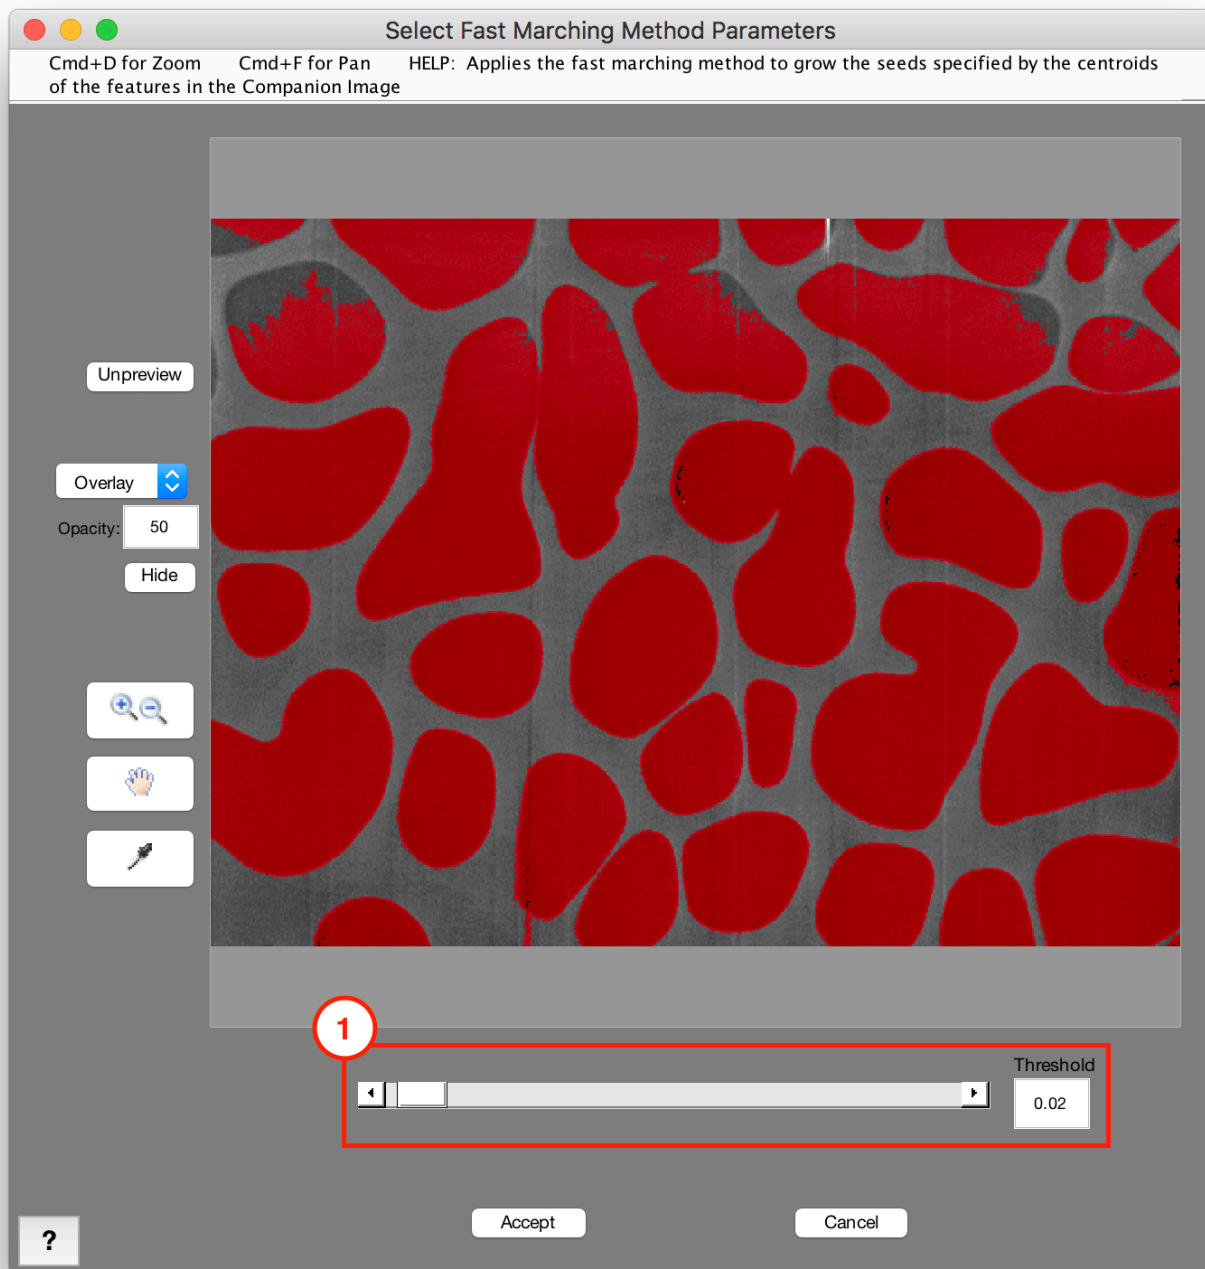 Select Fast Marching Method Parameters
Cmd+D for Zoom Cmd+F for Pan HELP: Applies the fast marching method to grow the seeds specified by the centroids
of the features in the Companion Image
Unpreview
Overlay
Opacity: 50
Hide
1
Threshold
0.02
Accept Cancel
?